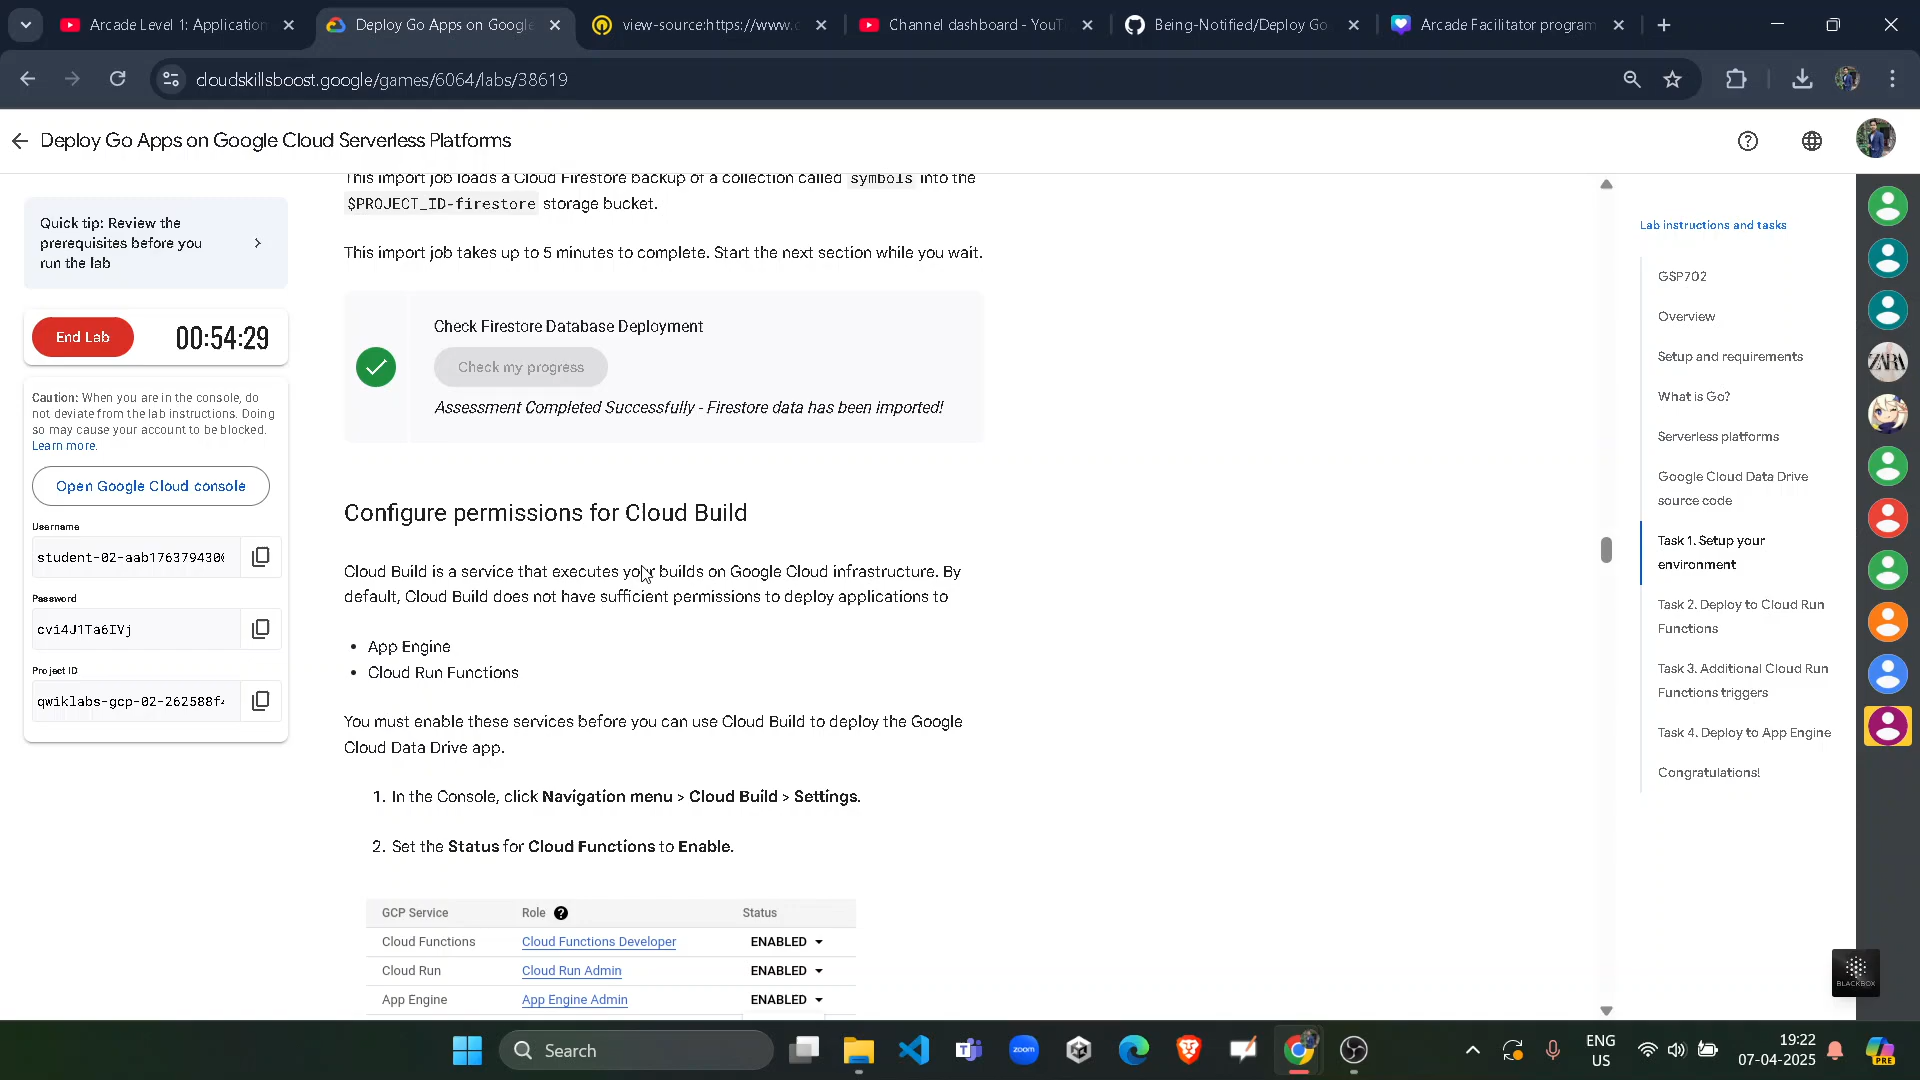 Arcade Level 1: Application
Deploy Go Apps on Google
view-source:https://www.
Channel dashboard - YouT
Being-Notified/Deploy Go
Arcade Facilitator program
cloudskillsboost.google/games/6064/labs/38619
Deploy Go Apps on Google Cloud Serverless Platforms
Quick tip: Review the
prerequisites before you
run the lab
End Lab
00:54:29
Caution: When you are in the console, do
not deviate from the lab instructions. Doing
so may cause your account to be blocked.
Learn more.
Open Google Cloud console
Username
student-02-aab176379430
Password
cvi4J1Ta6IVj
Project ID
qwiklabs-gcp-02-262588f
This import job loads a Cloud Firestore backup of a collection called symbols into the
$PROJECT_ID-firestore storage bucket.
This import job takes up to 5 minutes to complete. Start the next section while you wait.
Check Firestore Database Deployment
Check my progress
Assessment Completed Successfully - Firestore data has been imported!
Configure permissions for Cloud Build
Cloud Build is a service that executes your builds on Google Cloud infrastructure. By
default, Cloud Build does not have sufficient permissions to deploy applications to
• App Engine
• Cloud Run Functions
You must enable these services before you can use Cloud Build to deploy the Google
Cloud Data Drive app.
1. In the Console, click Navigation menu > Cloud Build > Settings.
2. Set the Status for Cloud Functions to Enable.
GCP Service Role Status
Cloud Functions Cloud Functions Developer ENABLED
Cloud Run Cloud Run Admin ENABLED
App Engine App Engine Admin ENABLED
Lab instructions and tasks
GSP702
Overview
Setup and requirements
What is Go?
Serverless platforms
Google Cloud Data Drive
source code
Task 1. Setup your
environment
Task 2. Deploy to Cloud Run
Functions
Task 3. Additional Cloud Run
Functions triggers
Task 4. Deploy to App Engine
Congratulations!
ZARA
BLACKBOX
Search
zoom
ENG
US
19:22
07-04-2025
PRE